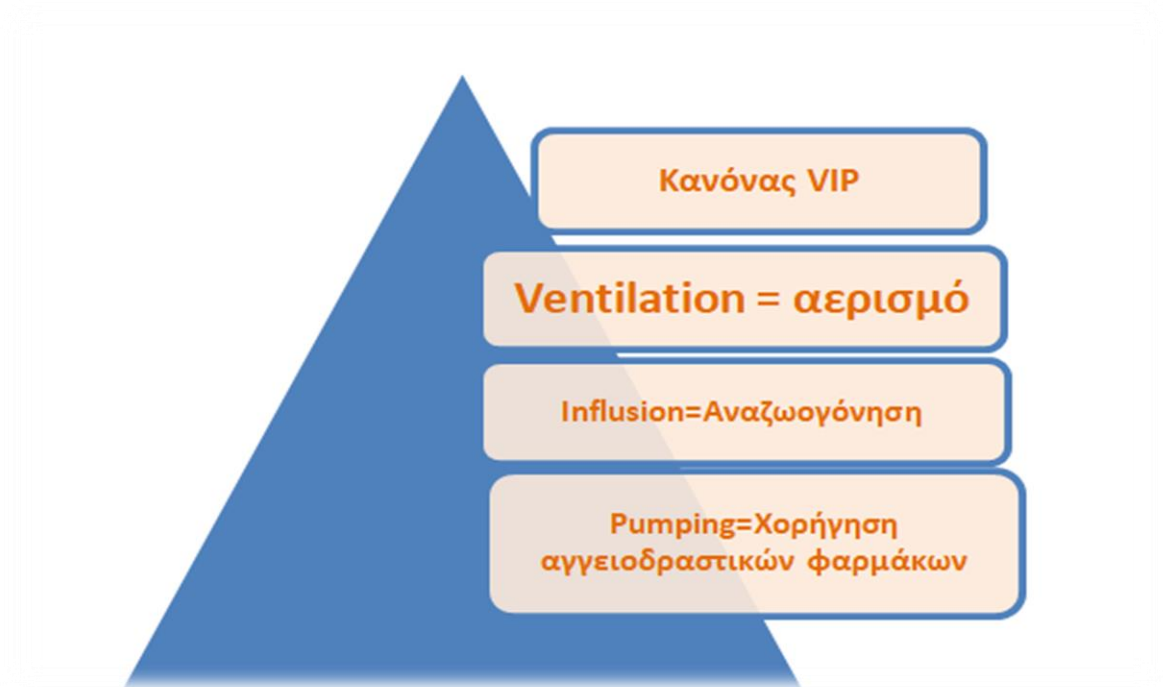 Κανόνας VIP
Ventilation = αερισμό
Influsion=Αναζωογόνηση
Pumping=Χορήγηση
αγγειοδραστικών φαρμάκων